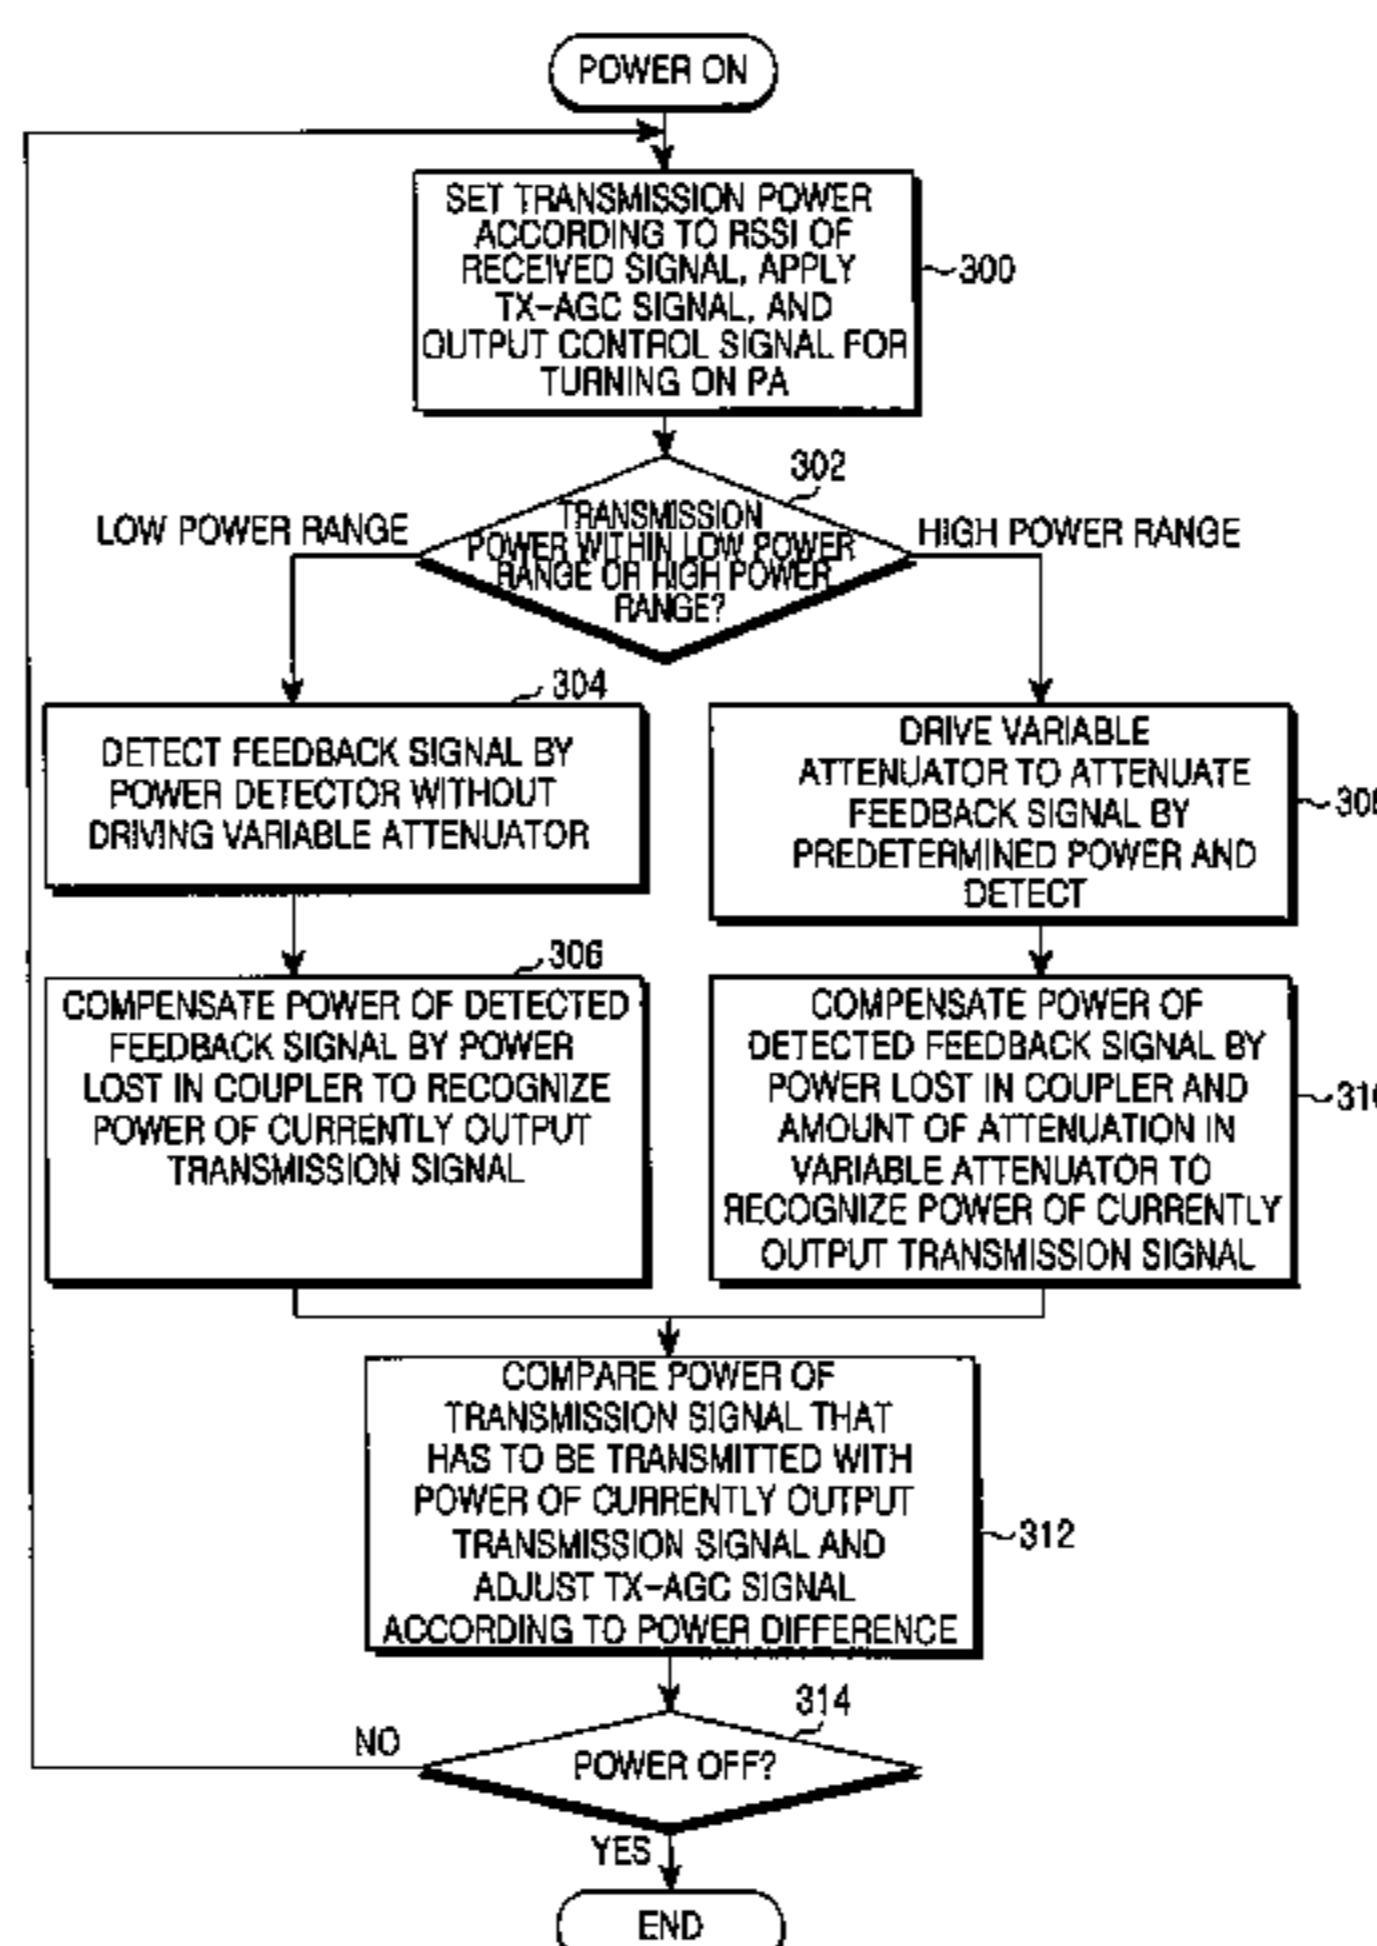 POWER ON
SET TRANSMISSION POWER
ACCORDING TO RSSI OF
RECEIVED SIGNAL, APPLY
TX-AGC SIGNAL, AND
OUTPUT CONTROL SIGNAL FOR
TURNING ON PA
300
302
LOW POWER RANGE
TRANSMISSION
POWER WITHIN LOW POWER
RANGE OR HIGH POWER
RANGE?
HIGH POWER RANGE
304
DETECT FEEDBACK SIGNAL BY
POWER DETECTOR WITHOUT
DRIVING VARIABLE ATTENUATOR
DRIVE VARIABLE
ATTENUATOR TO ATTENUATE
FEEDBACK SIGNAL BY
PREDETERMINED POWER AND
DETECT
306
COMPENSATE POWER OF DETECTED
FEEDBACK SIGNAL BY POWER
LOST IN COUPLER TO RECOGNIZE
POWER OF CURRENTLY OUTPUT
TRANSMISSION SIGNAL
COMPENSATE POWER OF
DETECTED FEEDBACK SIGNAL BY
POWER LOST IN COUPLER AND
AMOUNT OF ATTENUATION IN
VARIABLE ATTENUATOR TO
RECOGNIZE POWER OF CURRENTLY
OUTPUT TRANSMISSION SIGNAL
COMPARE POWER OF
TRANSMISSION SIGNAL THAT
HAS TO BE TRANSMITTED WITH
POWER OF CURRENTLY OUTPUT
TRANSMISSION SIGNAL AND
ADJUST TX-AGC SIGNAL
ACCORDING TO POWER DIFFERENCE
312
314
NO
POWER OFF?
YES
END